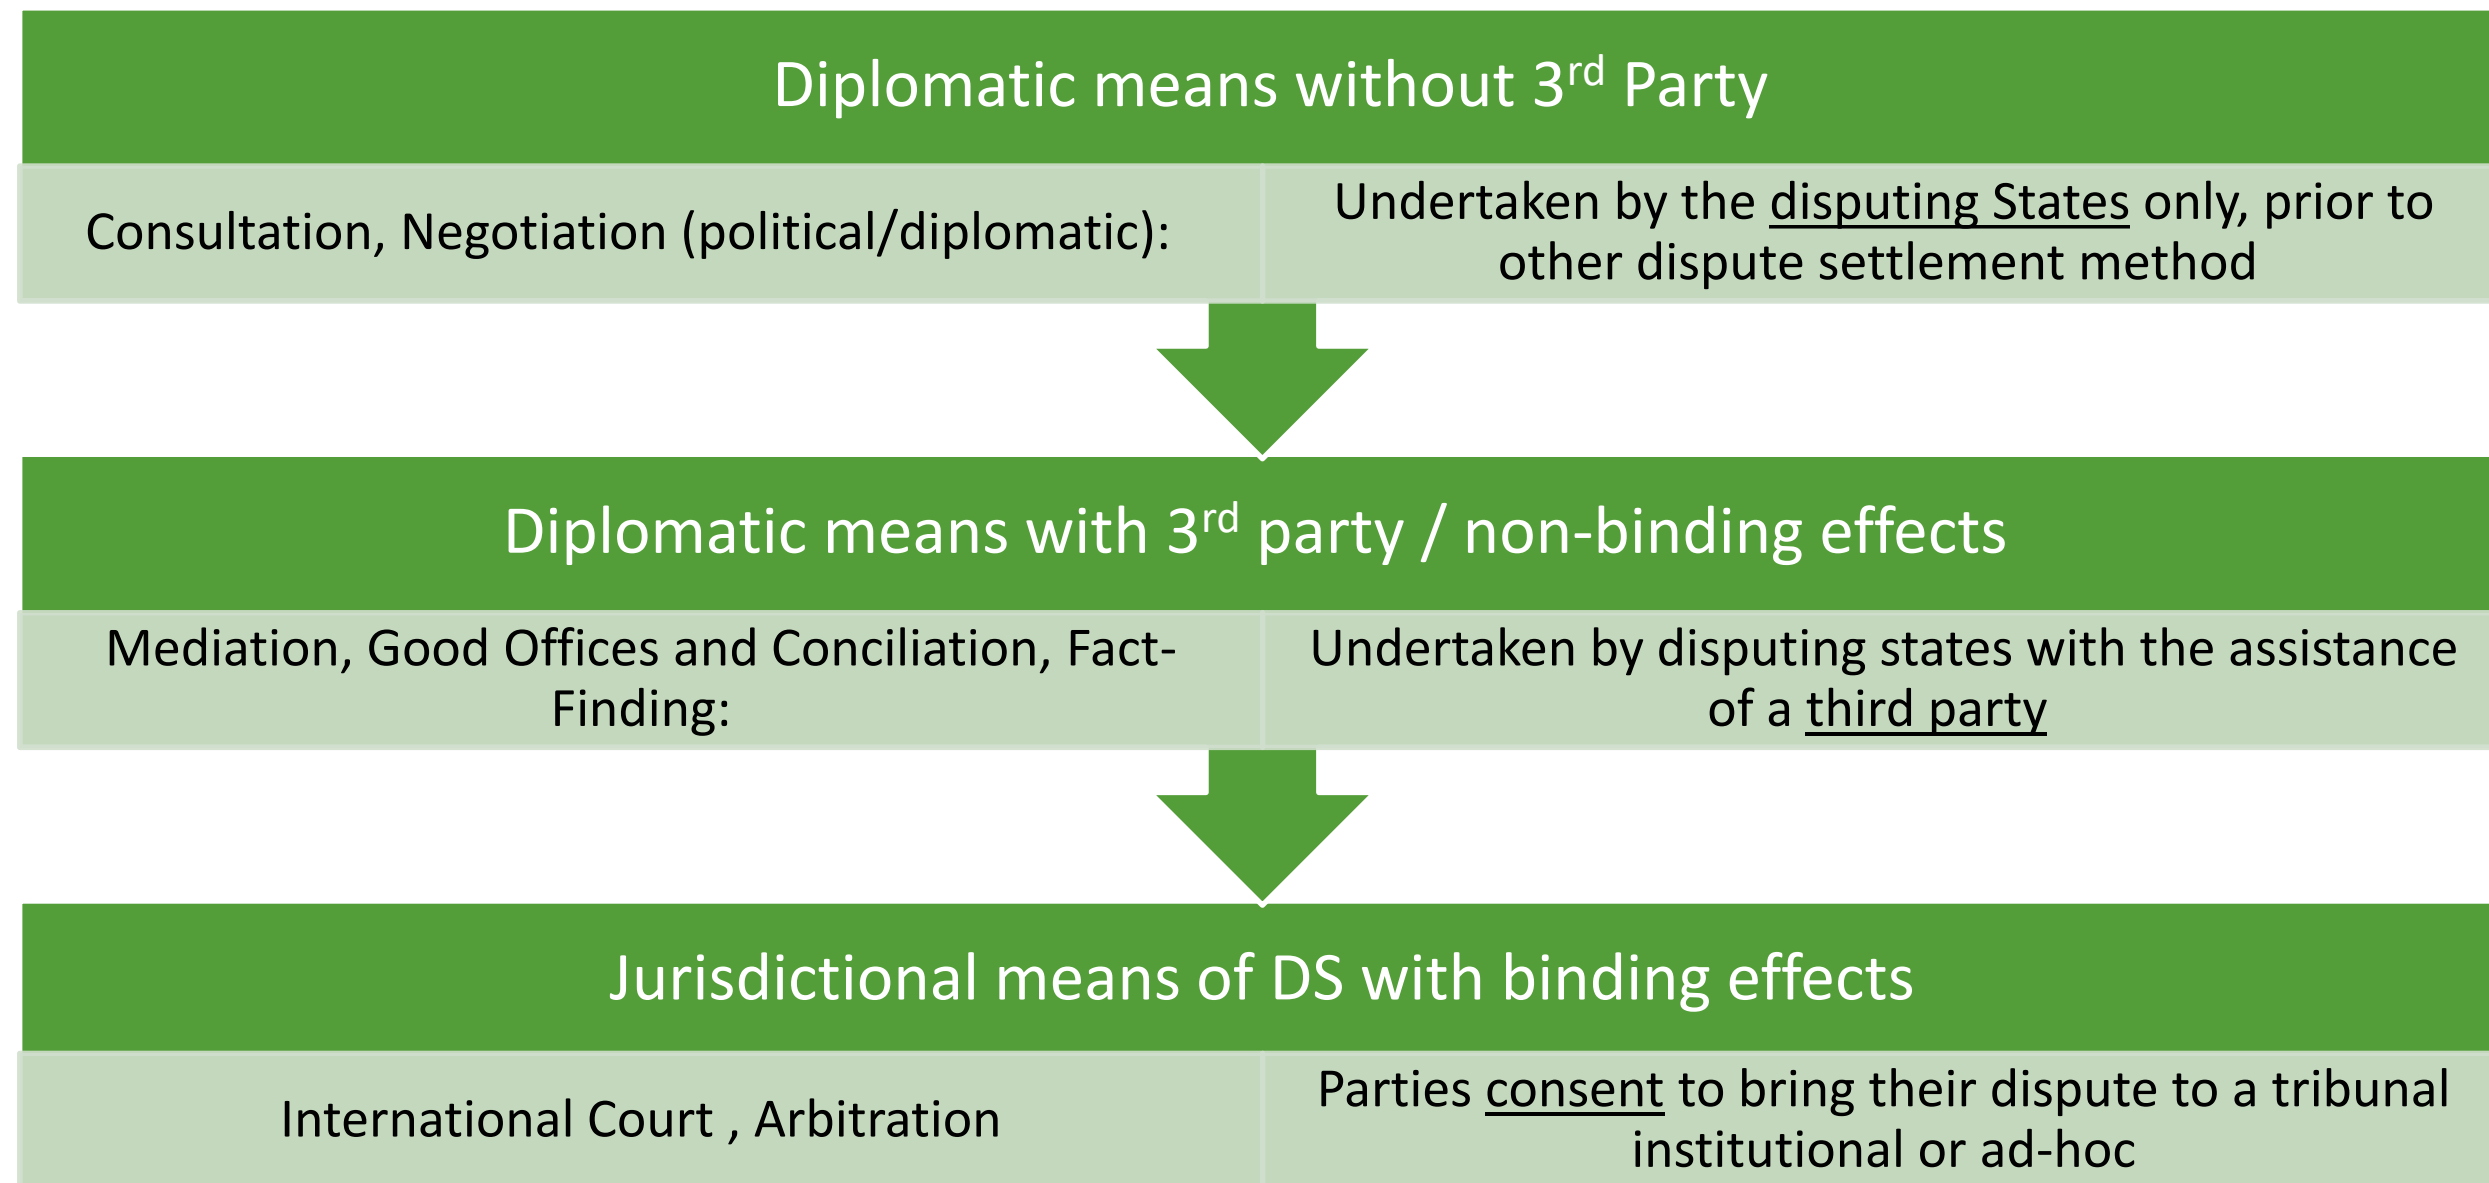 Diplomatic means without 3rd Party
Consultation, Negotiation (political/diplomatic):
Undertaken by the disputing States only, prior to
other dispute settlement method
Diplomatic means with 3rd party / non-binding effects
Mediation, Good Offices and Conciliation, Fact-
Finding:
Undertaken by disputing states with the assistance
of a third party
Jurisdictional means of DS with binding effects
International Court , Arbitration
Parties consent to bring their dispute to a tribunal
institutional or ad-hoc